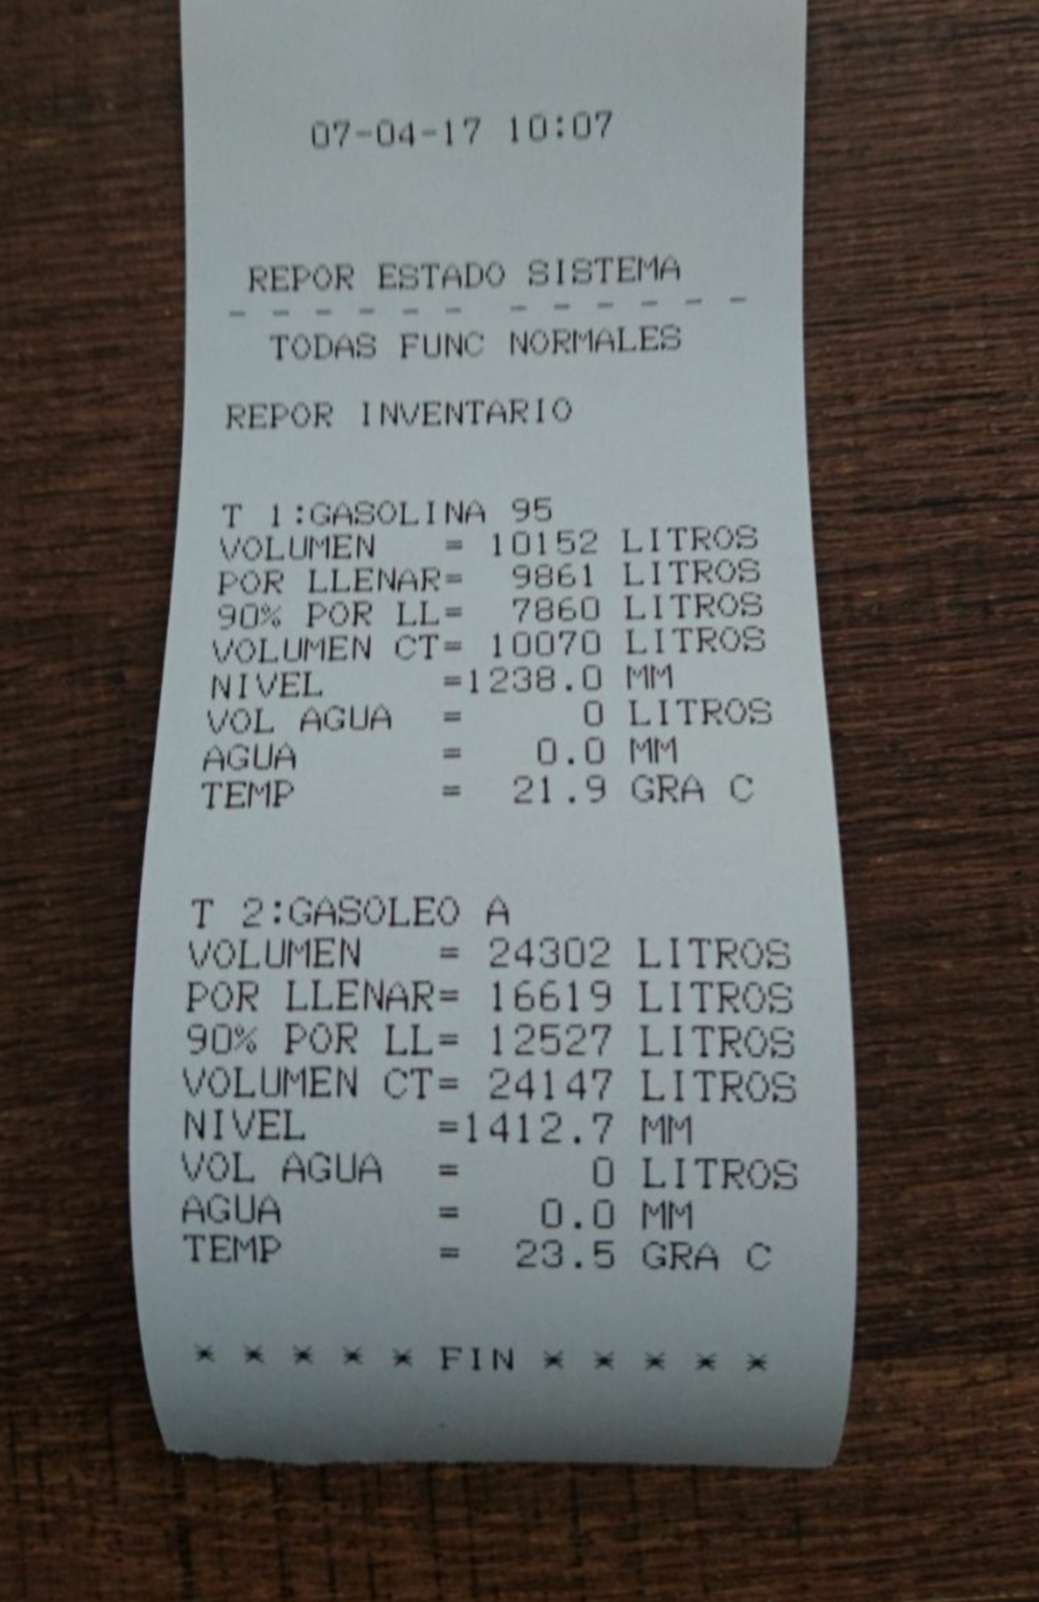 07-04-17 10:07
REPOR ESTADO SISTEMA
- - - - - - - - - - - -
TODAS FUNC NORMALES
REPOR INVENTARIO
T 1:GASOLINA 95
VOLUMEN = 10152 LITROS
POR LLENAR= 9861 LITROS
90% POR LL= 7860 LITROS
VOLUMEN CT= 10070 LITROS
NIVEL =1238.0 MM
VOL AGUA = 0 LITROS
AGUA = 0.0 MM
TEMP = 21.9 GRA C
T 2:GASOLEO A
VOLUMEN = 24302 LITROS
POR LLENAR= 16619 LITROS
90% POR LL= 12527 LITROS
VOLUMEN CT= 24147 LITROS
NIVEL =1412.7 MM
VOL AGUA = 0 LITROS
AGUA = 0.0 MM
TEMP = 23.5 GRA C
* * * * * FIN * * * * *